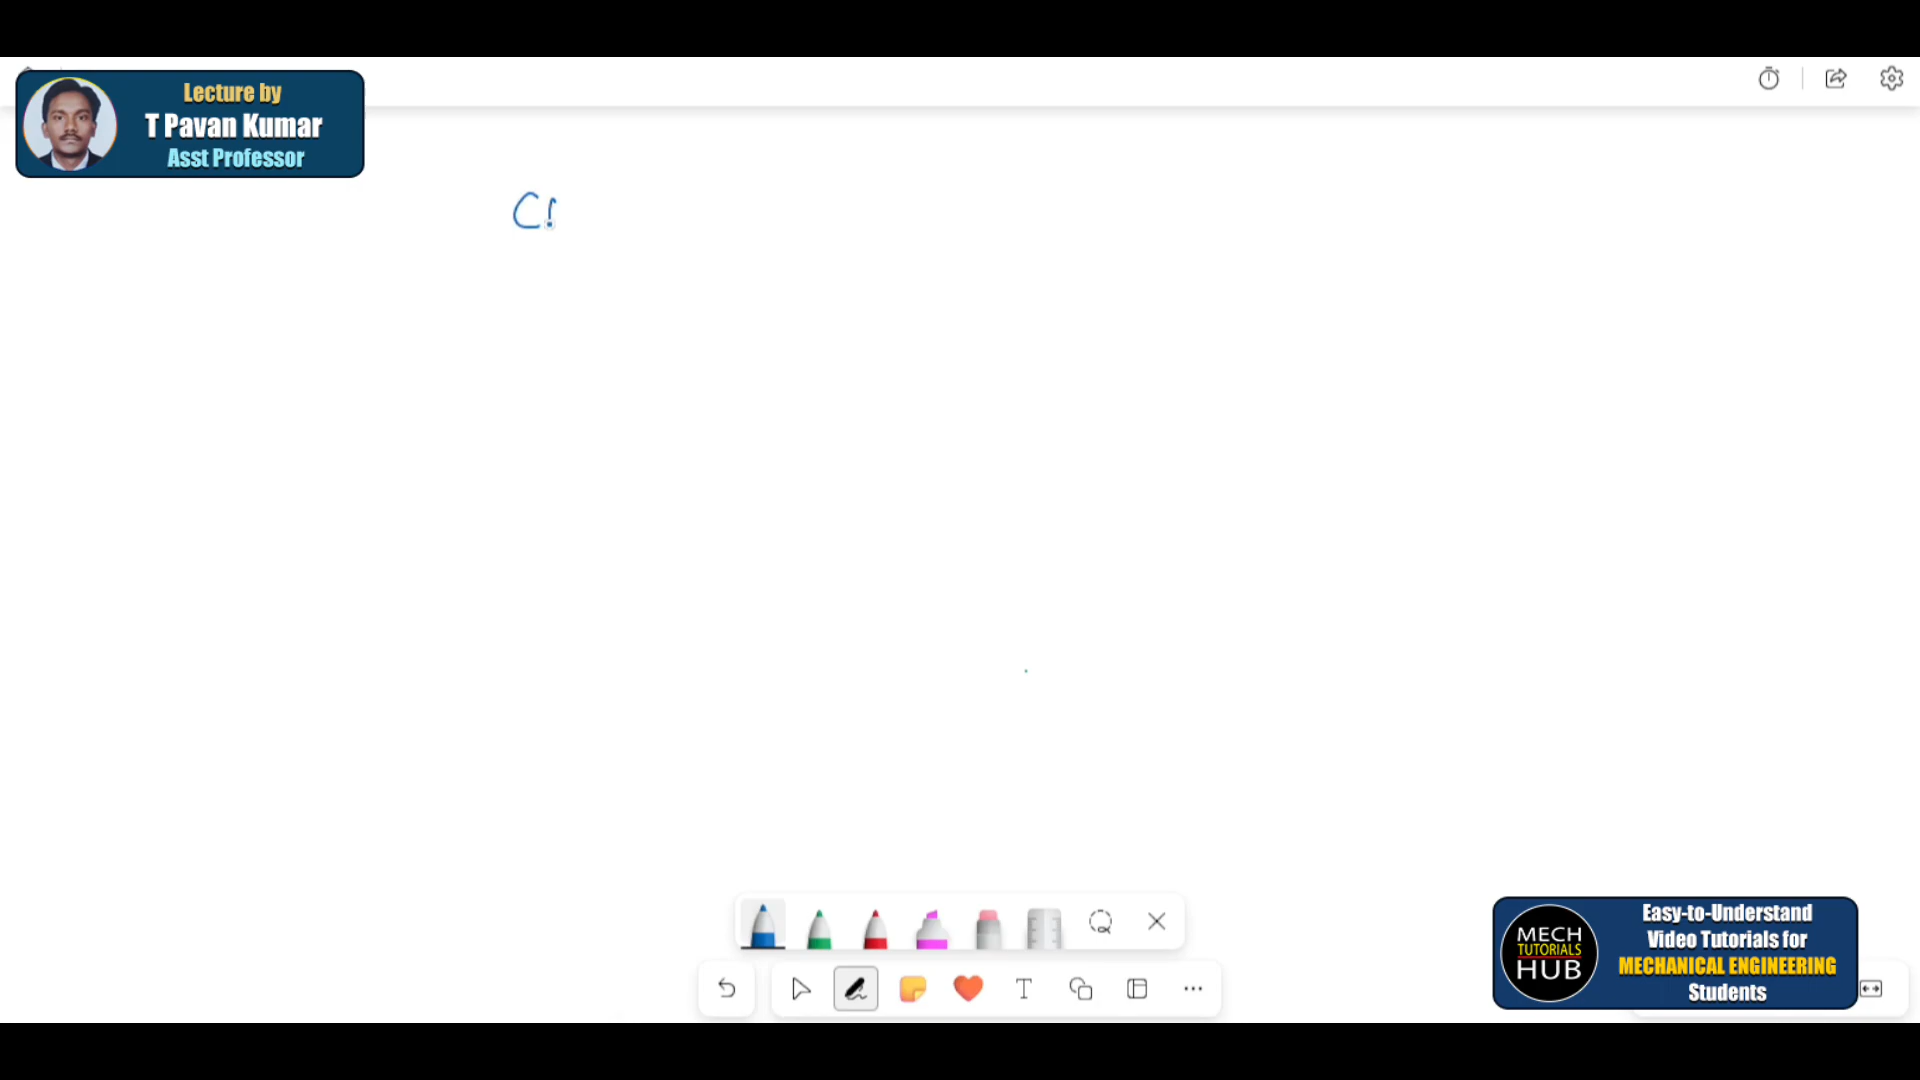 Lecture by
T Pavan Kumar
Asst Professor
MECH
TUTORIALS
HUB
Easy-to-Understand
Video Tutorials for
MECHANICAL ENGINEERING
Students